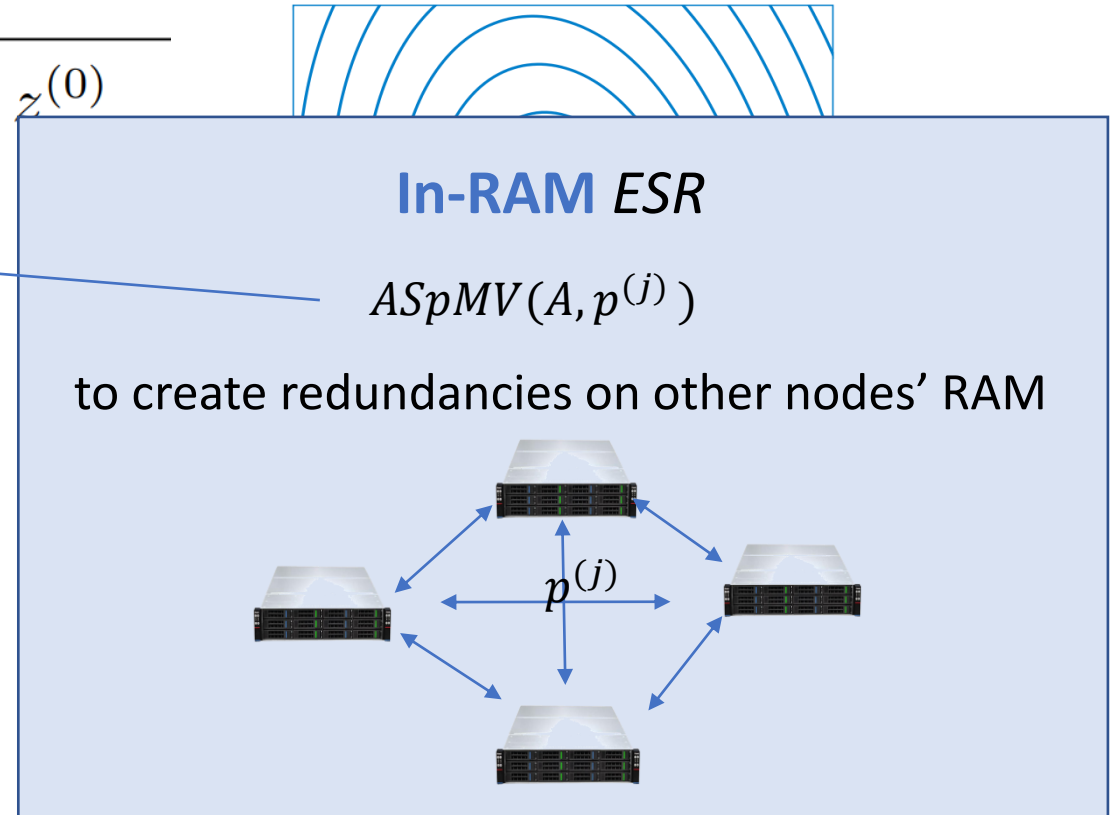 z^{(0)}
In-RAM ESR
ASpMV(A, p^{(j)})
to create redundancies on other nodes’ RAM
p^{(j)}